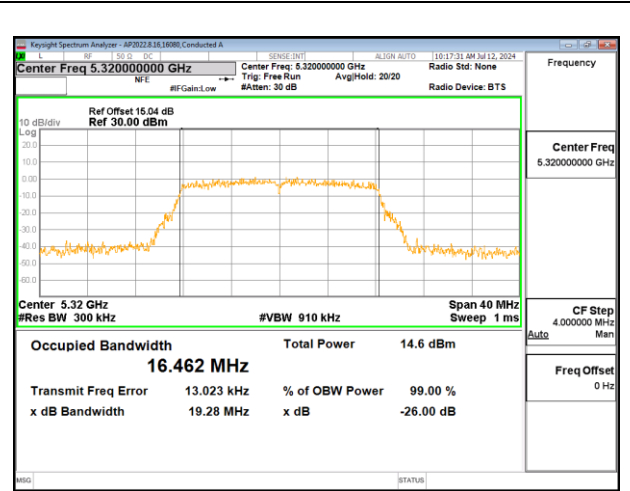 Keysight Spectrum Analyzer - AP2022.8.16,16080,Conducted A
L RF 50 Ω DC SENSE:INT ALIGN AUTO 10:17:31 AM Jul 12, 2024
Center Freq 5.320000000 GHz Center Freq: 5.320000000 GHz Radio Std: None
NFE Trig: Free Run Avg|Hold: 20/20
#IFGain:Low #Atten: 30 dB Radio Device: BTS
Frequency
Ref Offset 15.04 dB
10 dB/div Ref 30.00 dBm
Log
20.0
10.0
0.00
-10.0
-20.0
-30.0
-40.0
-50.0
-60.0
Center Freq
5.320000000 GHz
Center 5.32 GHz Span 40 MHz
#Res BW 300 kHz #VBW 910 kHz Sweep 1 ms
CF Step
4.000000 MHz
Auto Man
Occupied Bandwidth Total Power 14.6 dBm
16.462 MHz
Transmit Freq Error 13.023 kHz % of OBW Power 99.00 %
x dB Bandwidth 19.28 MHz x dB -26.00 dB
Freq Offset
0 Hz
MSG STATUS